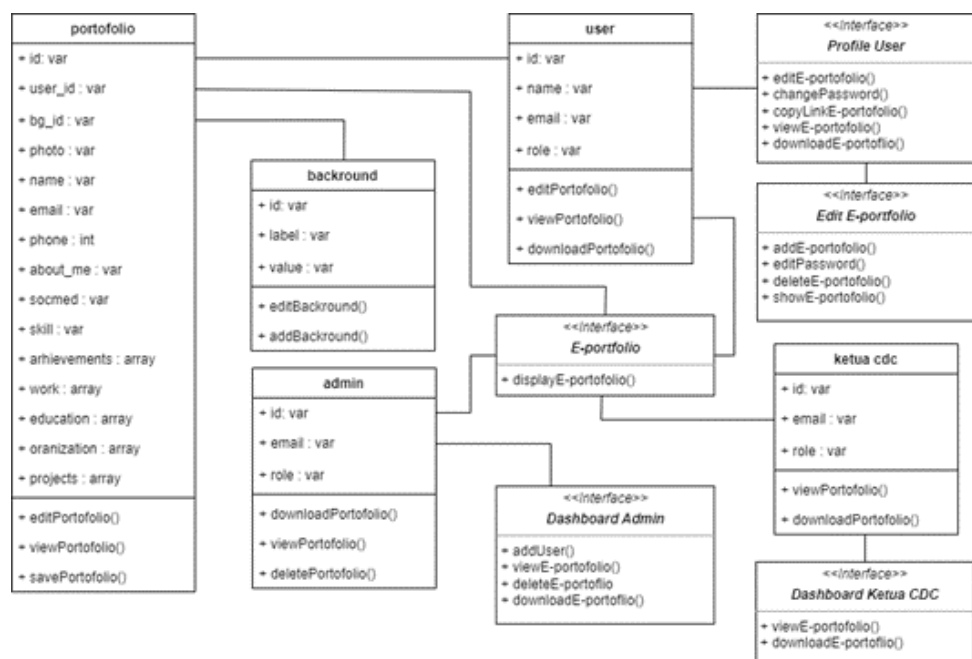 portofolio
+ id: var
+ user_id : var
+ bg_id : var
+ photo : var
+ name : var
+ email : var
+ phone : int
+ about_me : var
+ socmed : var
+ skill : var
+ arhievements : array
+ work : array
+ education : array
+ oranization : array
+ projects : array
+ editPortofolio()
+ viewPortofolio()
+ savePortofolio()
backround
+ id: var
+ label : var
+ value : var
+ editBackround()
+ addBackround()
admin
+ id: var
+ email : var
+ role : var
+ downloadPortofolio()
+ viewPortofolio()
+ deletePortofolio()
user
+ id: var
+ name : var
+ email : var
+ role : var
+ editPortofolio()
+ viewPortofolio()
+ downloadPortofolio()
<<Interface>>
E-portfolio
+ displayE-portofolio()
<<Interface>>
Dashboard Admin
+ addUser()
+ viewE-portofolio()
+ deleteE-portoflio
+ downloadE-portoflio()
<<Interface>>
Profile User
+ editE-portofolio()
+ changePassword()
+ copyLinkE-portofolio()
+ viewE-portofolio()
+ downloadE-portoflio()
<<Interface>>
Edit E-portfolio
+ addE-portofolio()
+ editPassword()
+ deleteE-portofolio()
+ showE-portofolio()
ketua cdc
+ id: var
+ email : var
+ role : var
+ viewPortofolio()
+ downloadPortofolio()
<<Interface>>
Dashboard Ketua CDC
+ viewE-portofolio()
+ downloadE-portoflio()